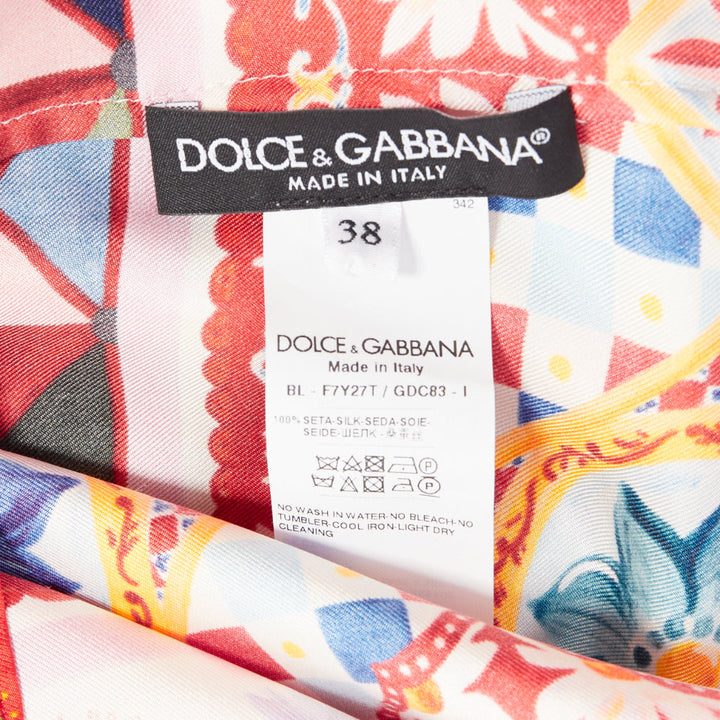 DOLCE & GABBANA®
MADE IN ITALY
342
38
DOLCE & GABBANA
Made in Italy
BL - F7Y27T / GDC83 - I
100% SETA-SILK-SEDA-SOIE-
SEIDE-ШЕЛК -
NO WASH IN WATER-NO BLEACH-NO
TUMBLER-COOL IRON-LIGHT DRY
CLEANING